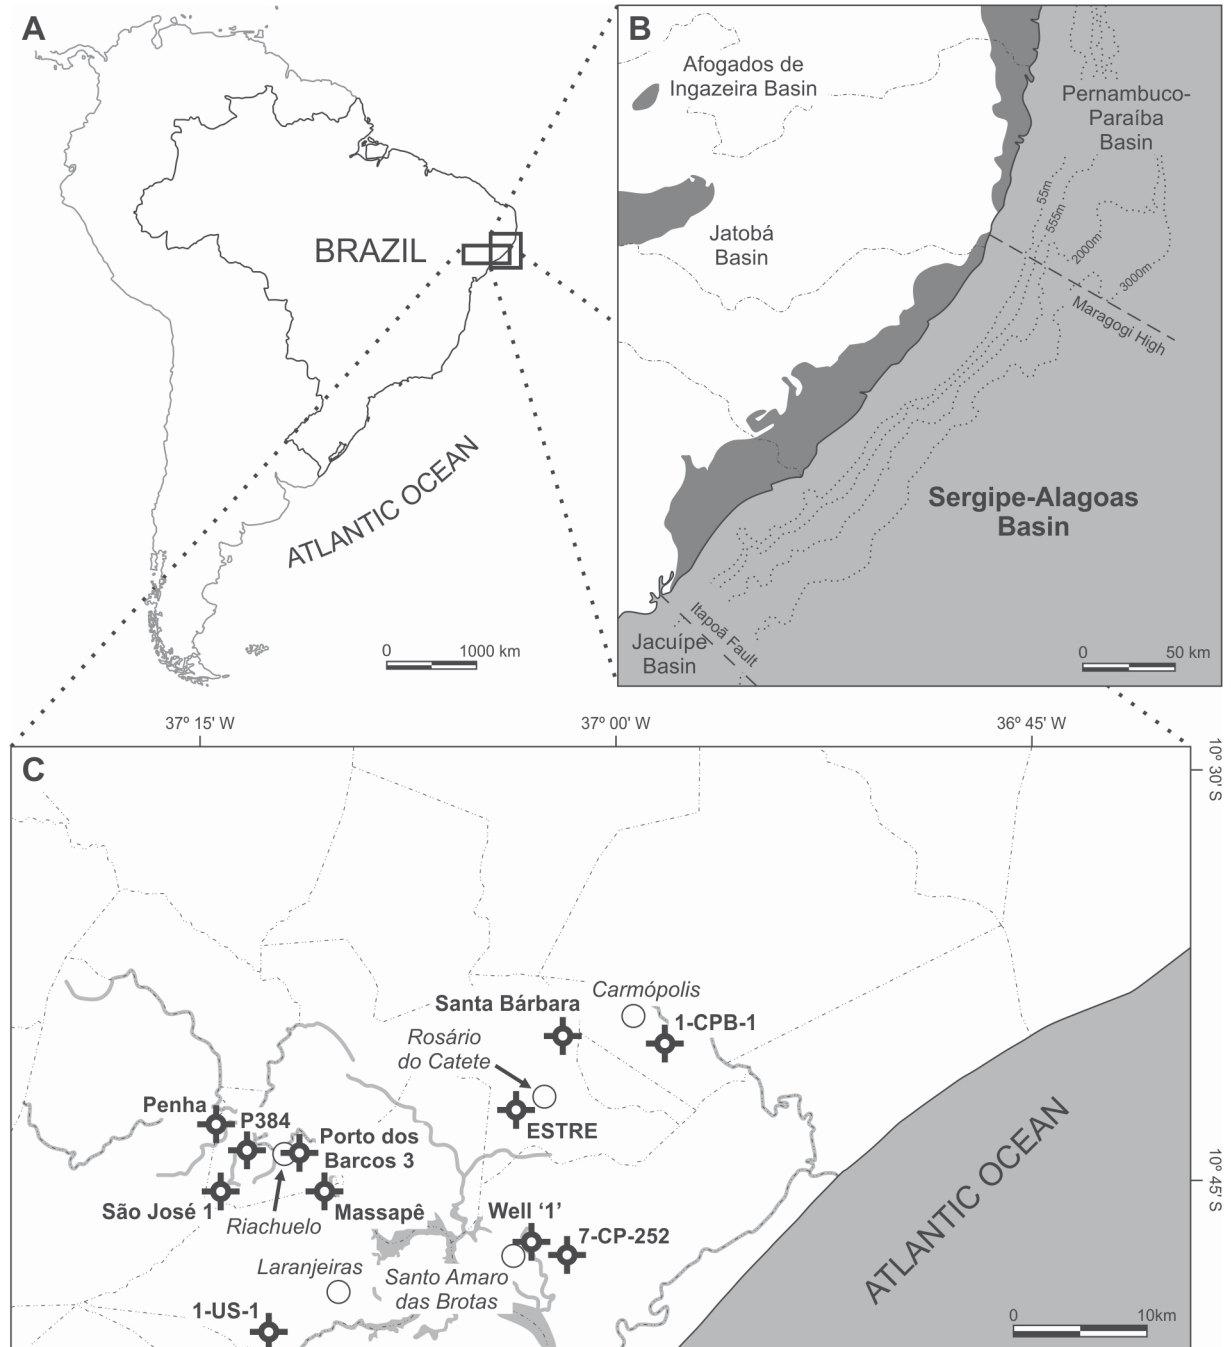 A
BRAZIL
ATLANTIC OCEAN
0 1000 km
B
Afogados de
Ingazeira Basin
Pernambuco-
Paraíba
Basin
55m
555m
2000m
3000m
Jatobá
Basin
Maragogi High
Sergipe-Alagoas
Basin
Itapoã Fault
Jacuípe
Basin
0 50 km
37º 15' W 37º 00' W 36º 45' W
C
10º 30' S
Carmópolis
Santa Bárbara
1-CPB-1
Rosário
do Catete
Penha
P384
ESTRE
Porto dos
Barcos 3
10º 45' S
São José 1
Massapê
Riachuelo
Well ‘1’
7-CP-252
Laranjeiras
Santo Amaro
das Brotas
1-US-1
ATLANTIC OCEAN
0 10km